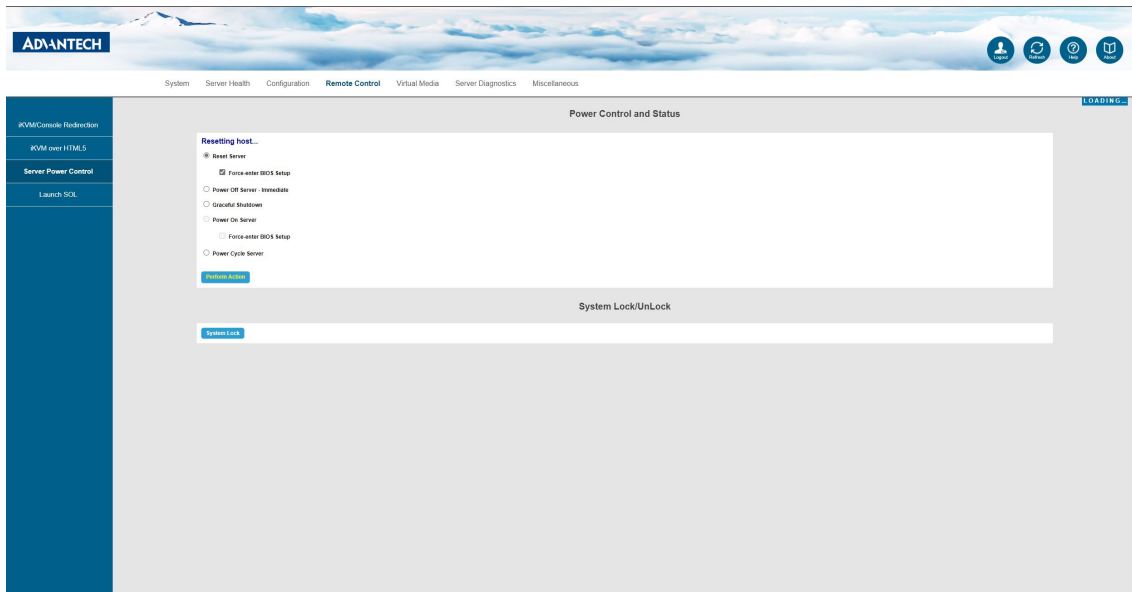 ADVANTECH
Logout Refresh Help About
System Server Health Configuration Remote Control Virtual Media Server Diagnostics Miscellaneous
LOADING...
Power Control and Status
iKVM/Console Redirection
iKVM over HTML5
Server Power Control
Launch SOL
Resetting host...
Reset Server
Force-enter BIOS Setup
Power Off Server - Immediate
Graceful Shutdown
Power On Server
Force-enter BIOS Setup
Power Cycle Server
Perform Action
System Lock/UnLock
System Lock